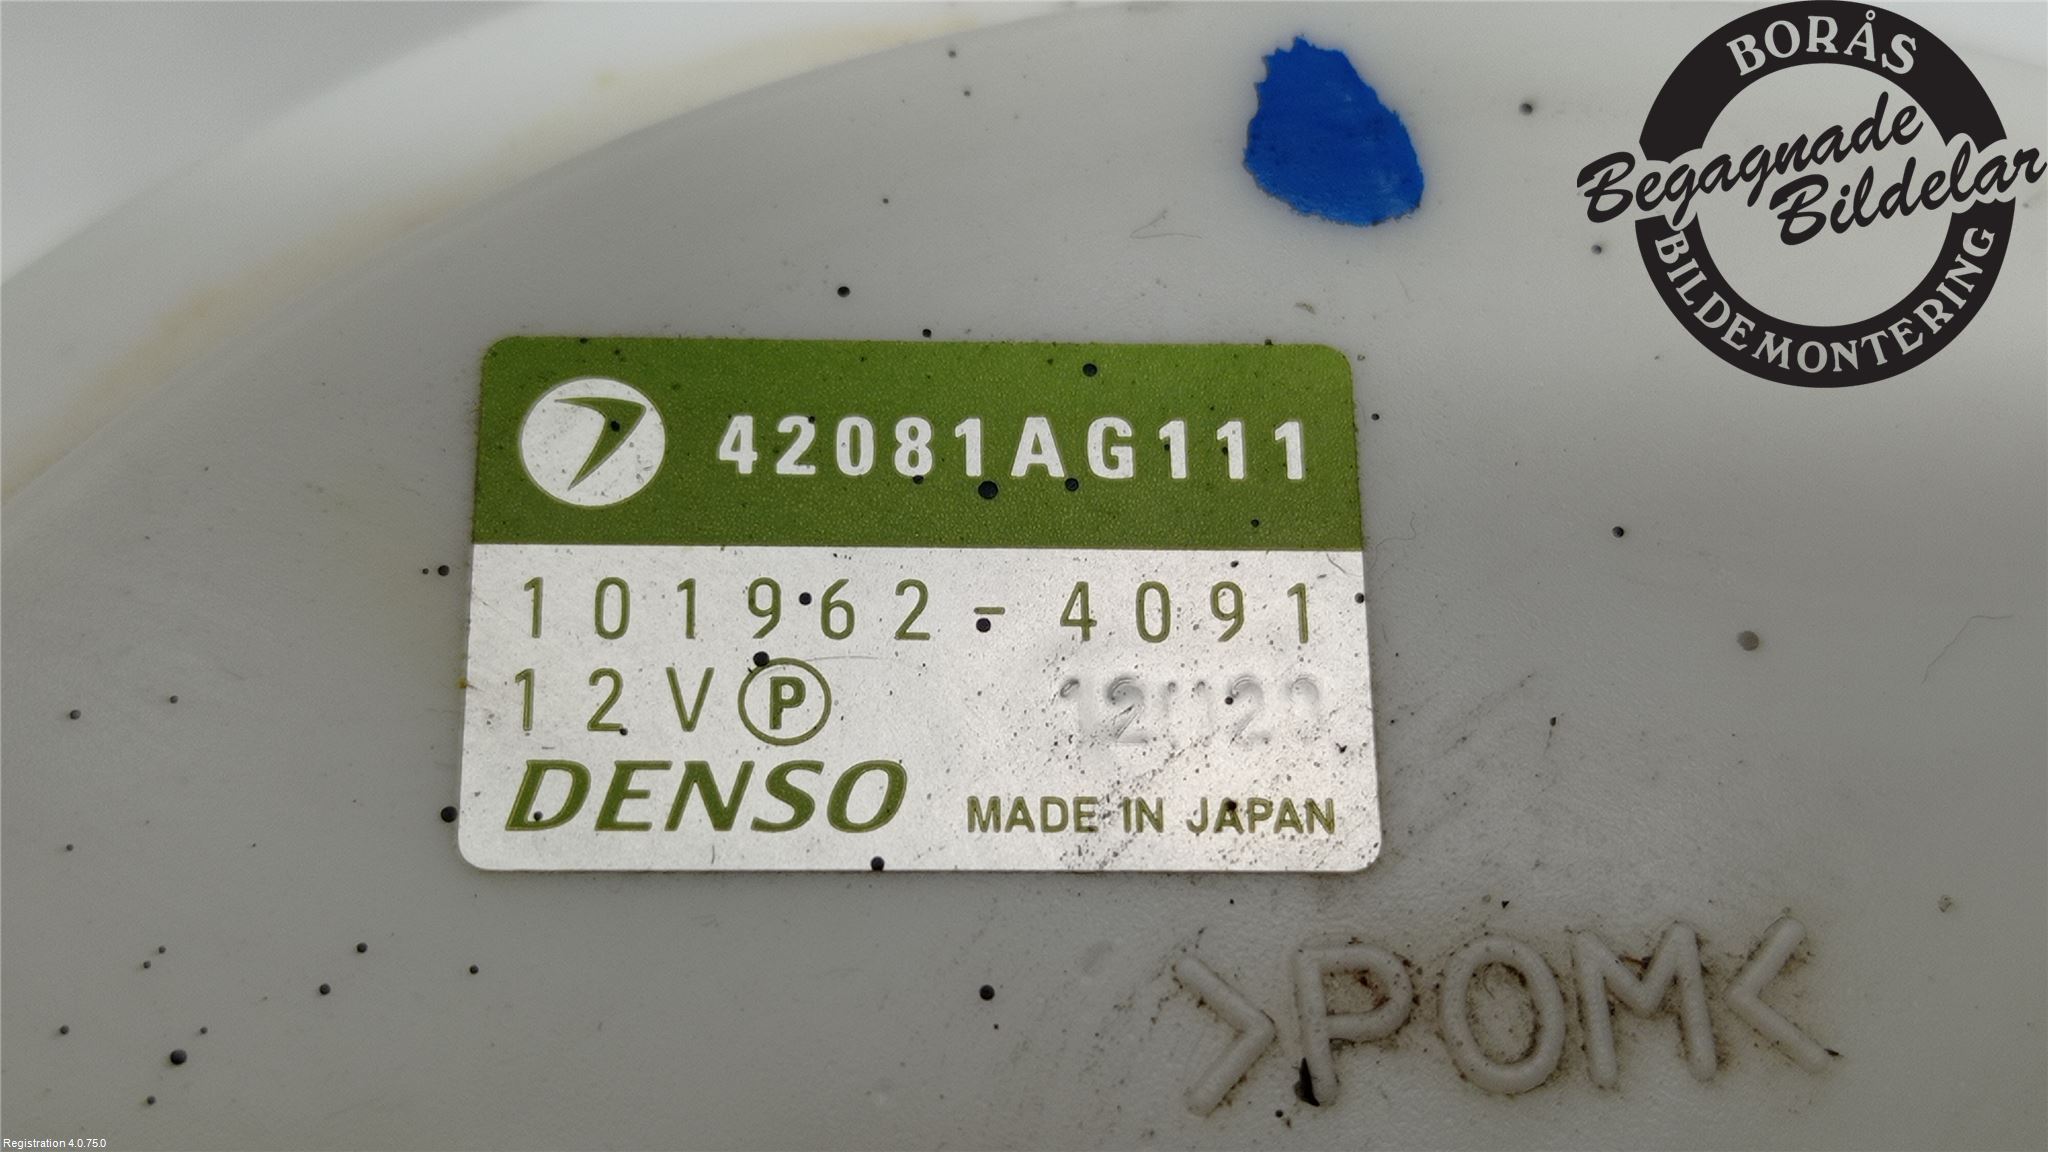 BORÅS
Begagnade
Bildelar
BILDEMONTERING
42081AG111
101962-4091
12V P
DENSO MADE IN JAPAN
>POM<
Registration 4.0.75.0